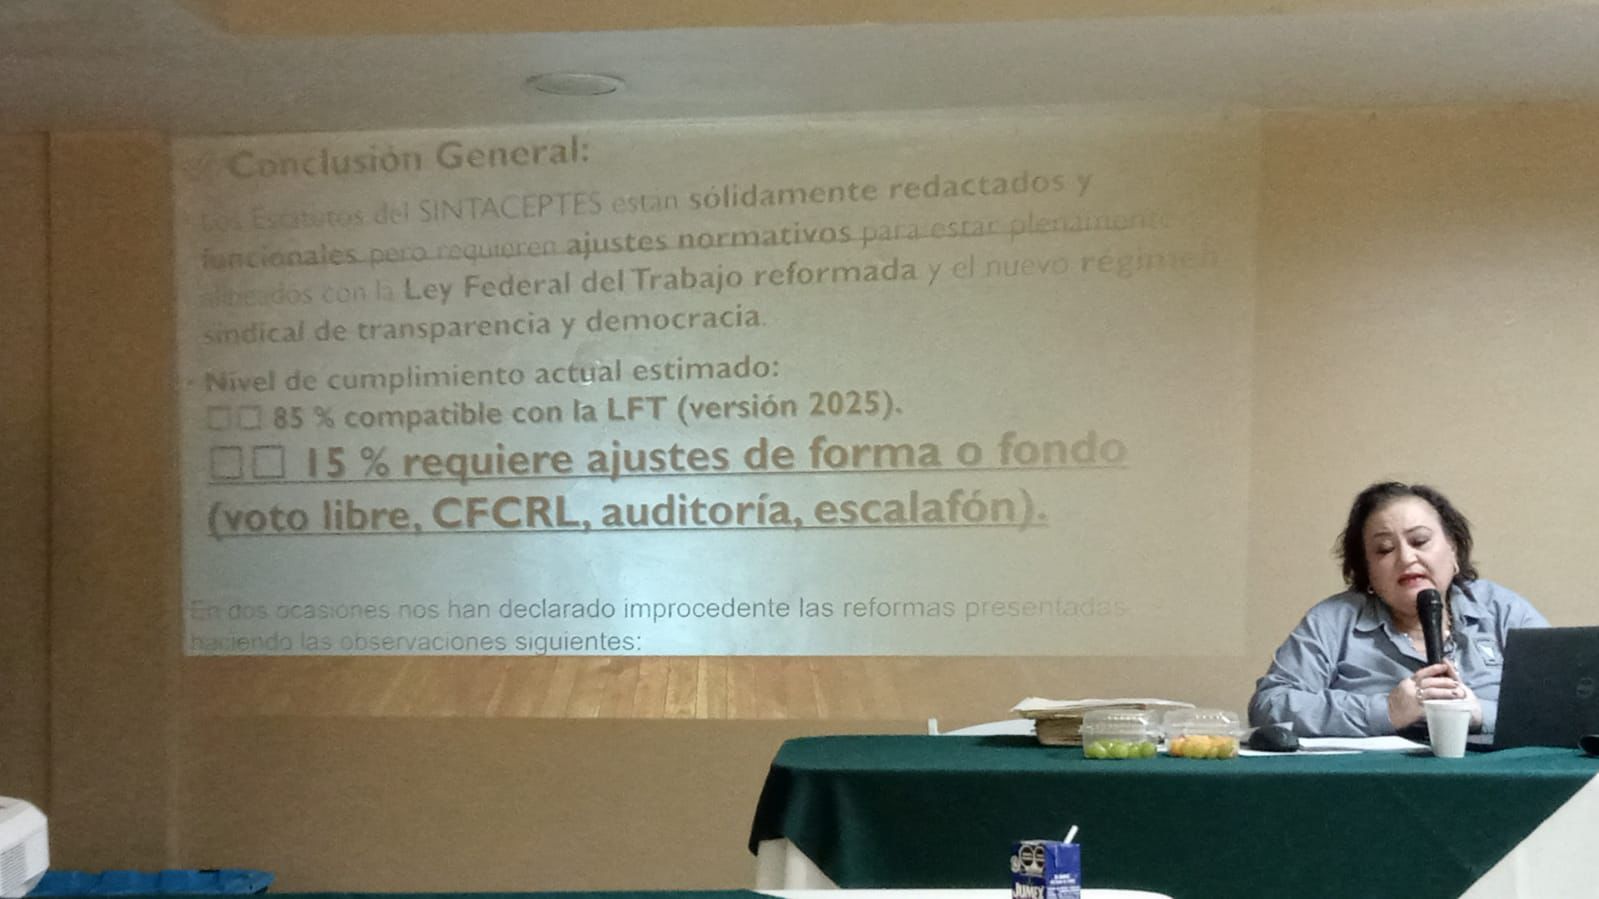 Conclusión General:
Los Estatutos del SINTACEPTES están sólidamente redactados y
funcionales, pero requieren ajustes normativos para estar plenamente
alineados con la Ley Federal del Trabajo reformada y el nuevo régimen
sindical de transparencia y democracia.
• Nivel de cumplimiento actual estimado:
□□ 85 % compatible con la LFT (versión 2025).
□□ 15 % requiere ajustes de forma o fondo
(voto libre, CFCRL, auditoría, escalafón).
En dos ocasiones nos han declarado improcedente las reformas presentadas
haciendo las observaciones siguientes:
JUMEX